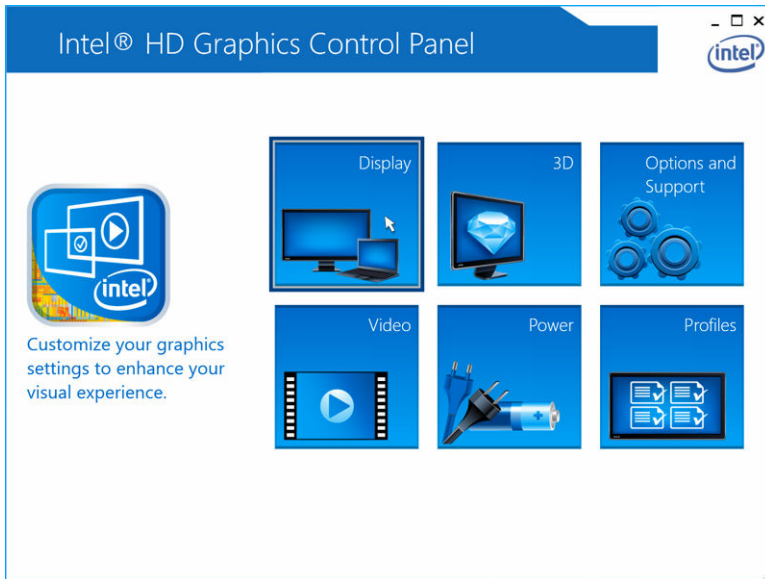 Intel® HD Graphics Control Panel
intel
Display
3D
Options and
Support
intel
Customize your graphics
settings to enhance your
visual experience.
Video
Power
Profiles